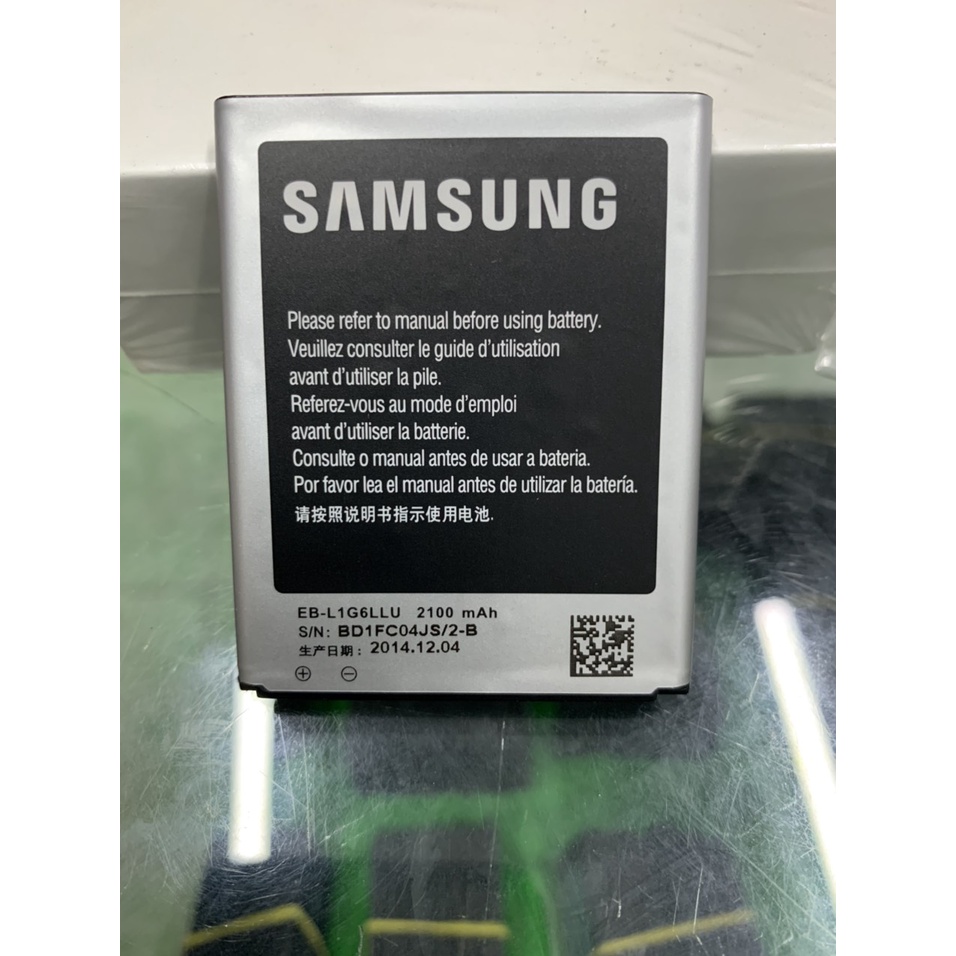 SAMSUNG
Please refer to manual before using battery.
Veuillez consulter le guide d'utilisation
avant d'utiliser la pile.
Referez-vous au mode d'emploi
avant d'utiliser la batterie.
Consulte o manual antes de usar a bateria.
Por favor lea el manual antes de utilizar la batería.
请按照说明书指示使用电池.
EB-L1G6LLU 2100 mAh
S/N: BD1FC04JS/2-B
生产日期: 2014.12.04